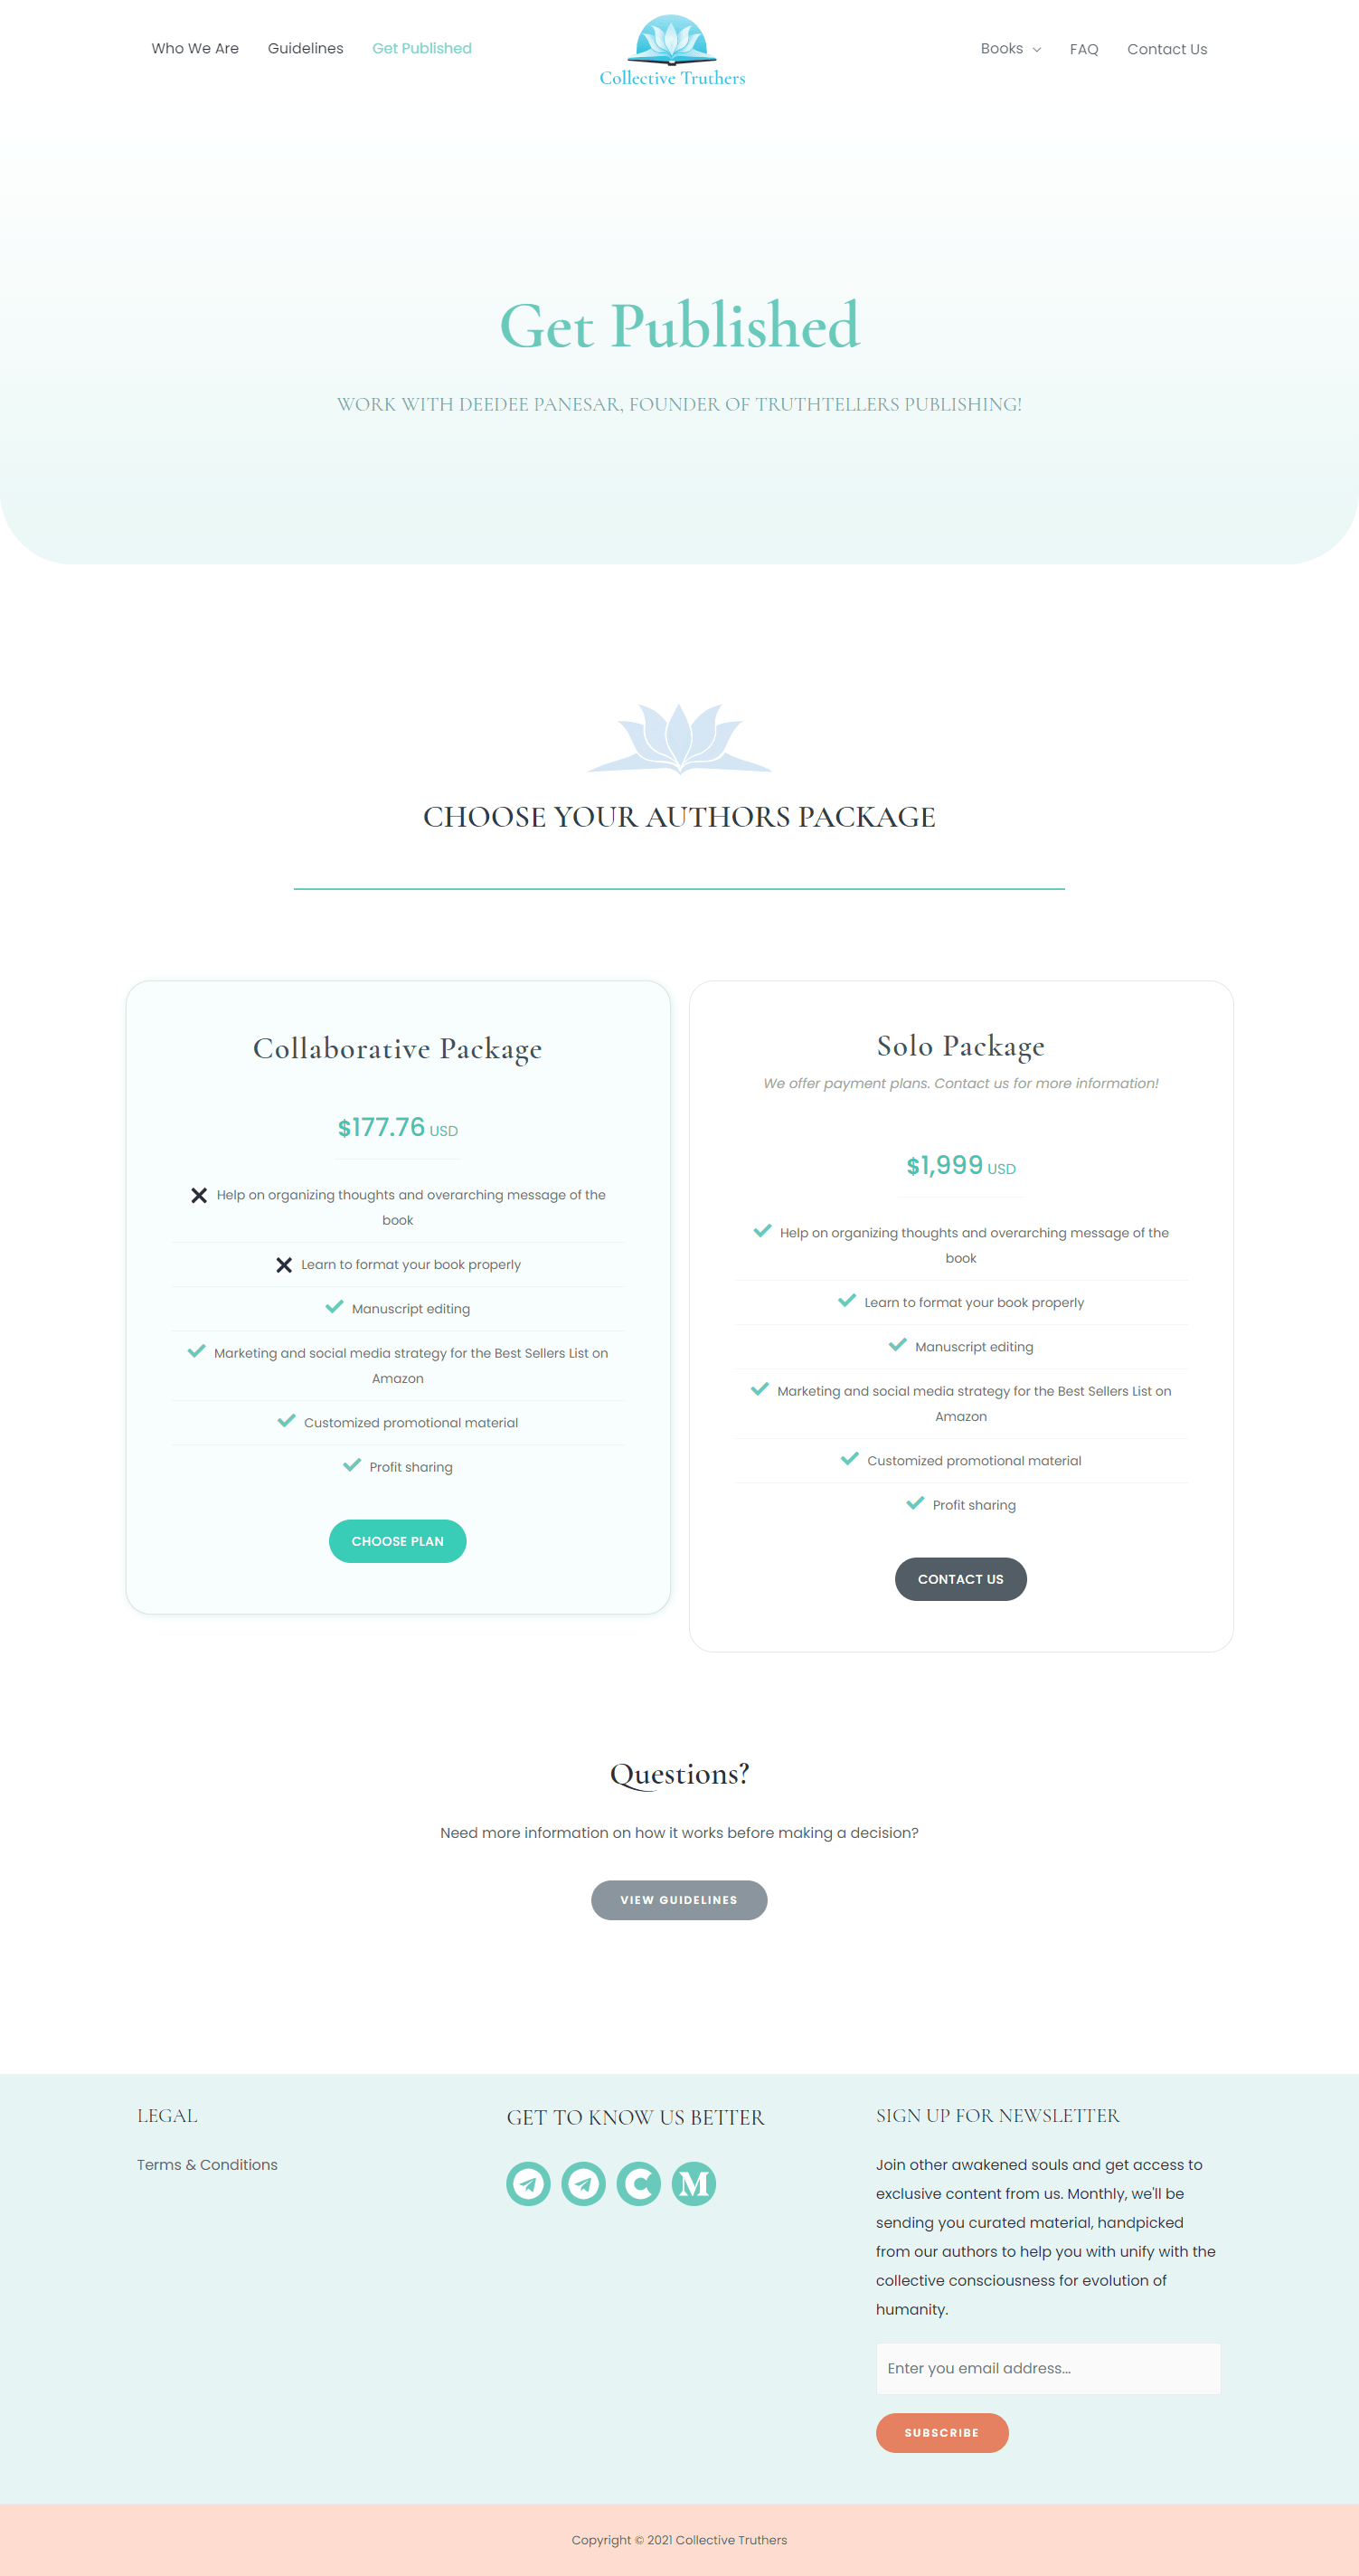 Who We Are
Guidelines
Get Published
Collective Truthers
Books
FAQ
Contact Us
Get Published
WORK WITH DEEDEE PANESAR, FOUNDER OF TRUTHTELLERS PUBLISHING!
CHOOSE YOUR AUTHORS PACKAGE
Collaborative Package
$177.76 USD
Help on organizing thoughts and overarching message of the
book
Learn to format your book properly
Manuscript editing
Marketing and social media strategy for the Best Sellers List on
Amazon
Customized promotional material
Profit sharing
CHOOSE PLAN
Solo Package
We offer payment plans. Contact us for more information!
$1,999 USD
Help on organizing thoughts and overarching message of the
book
Learn to format your book properly
Manuscript editing
Marketing and social media strategy for the Best Sellers List on
Amazon
Customized promotional material
Profit sharing
CONTACT US
Questions?
Need more information on how it works before making a decision?
VIEW GUIDELINES
LEGAL
Terms & Conditions
GET TO KNOW US BETTER
C
M
SIGN UP FOR NEWSLETTER
Join other awakened souls and get access to
exclusive content from us. Monthly, we'll be
sending you curated material, handpicked
from our authors to help you with unify with the
collective consciousness for evolution of
humanity.
Enter you email address...
SUBSCRIBE
Copyright © 2021 Collective Truthers